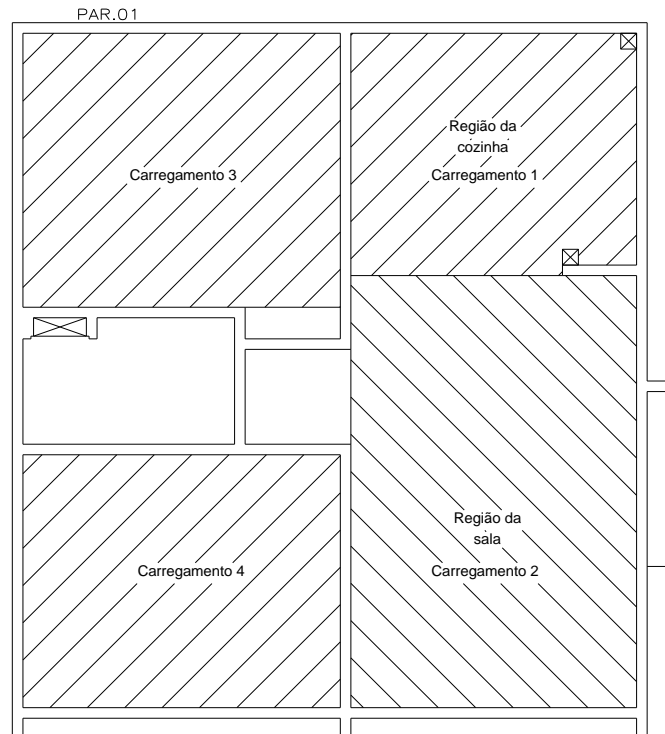 PAR.01
Região da
cozinha
Carregamento 3
Carregamento 1
Região da
sala
Carregamento 4
Carregamento 2